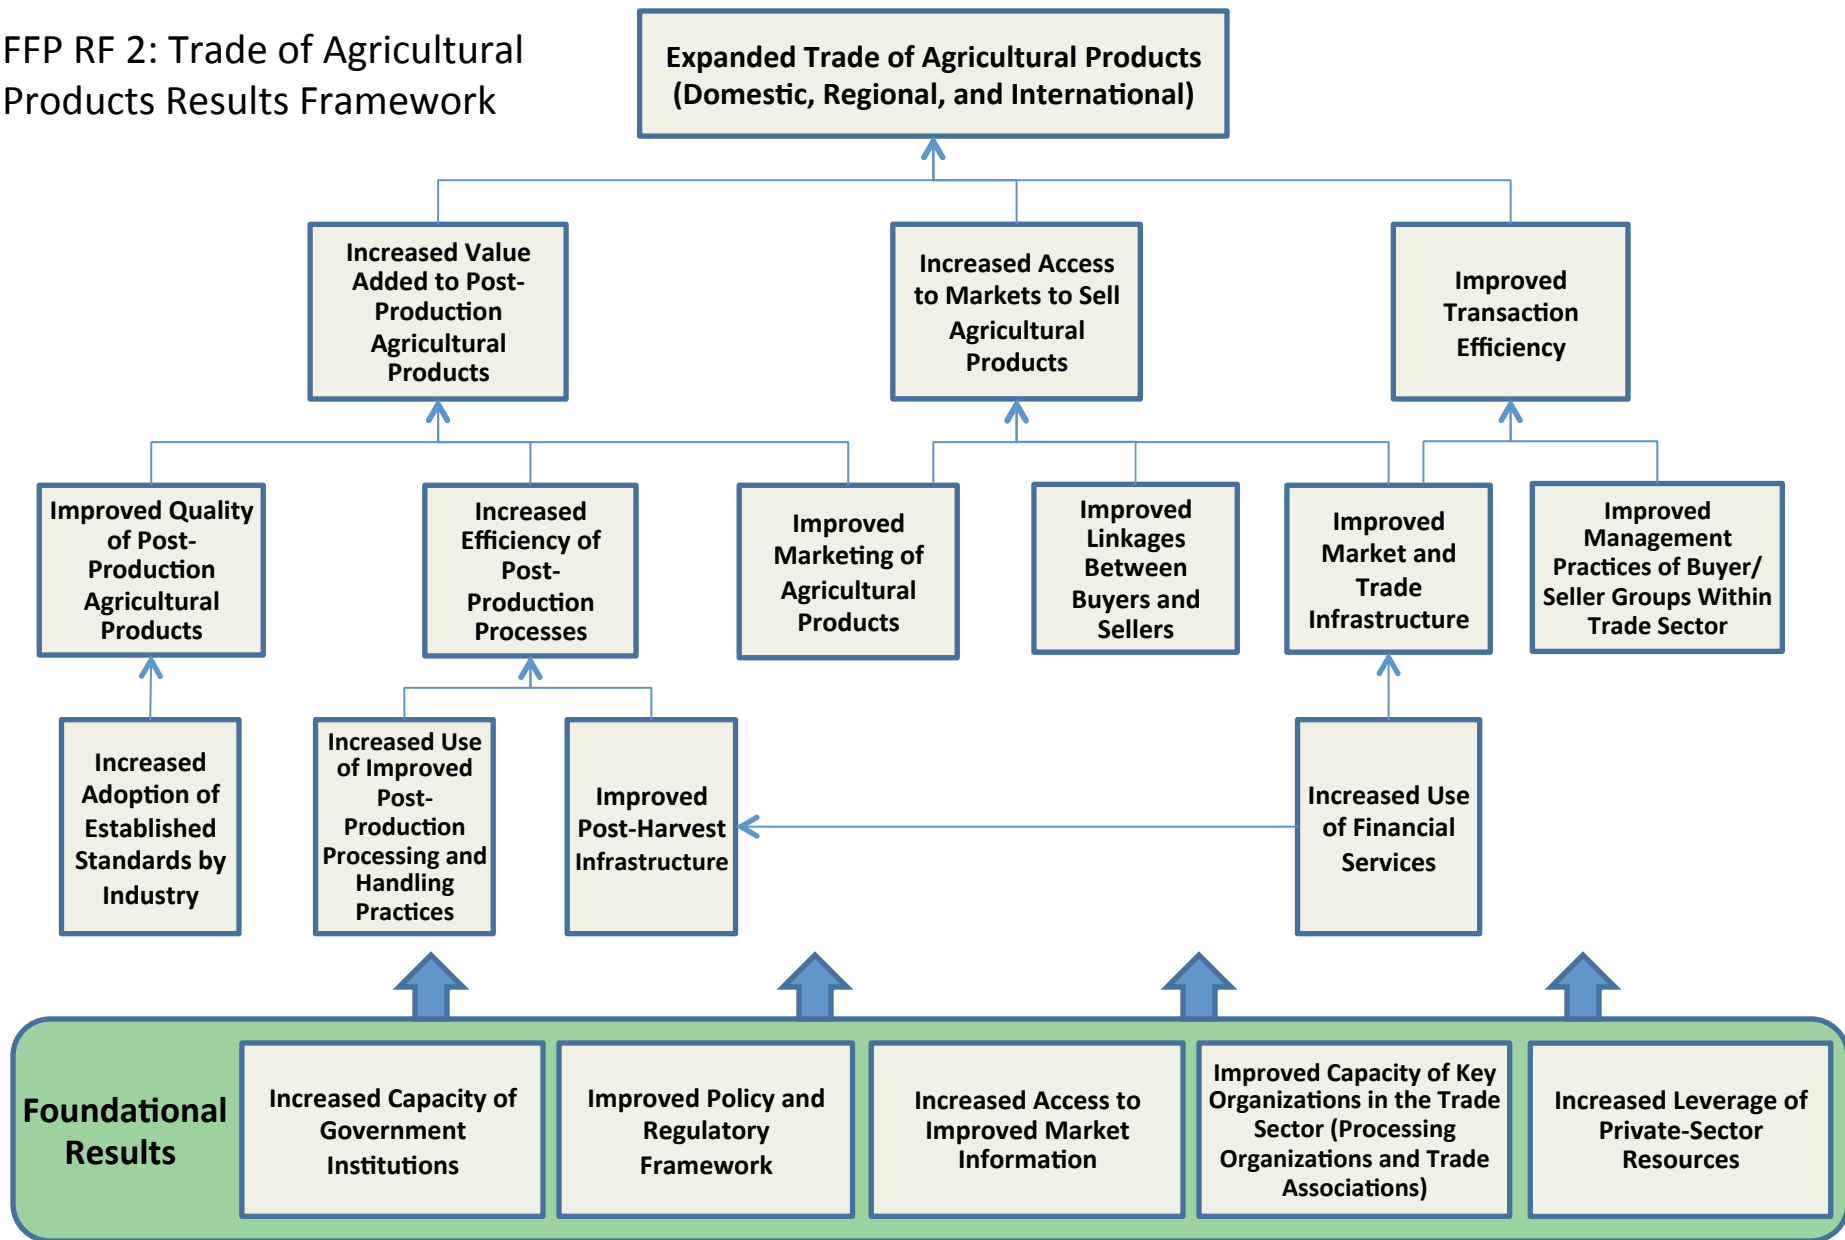 FFP RF 2: Trade of Agricultural
Products Results Framework
Expanded Trade of Agricultural Products
(Domestic, Regional, and International)
Increased Value
Added to Post-
Production
Agricultural
Products
Increased Access
to Markets to Sell
Agricultural
Products
Improved
Transaction
Efficiency
Improved Quality
of Post-
Production
Agricultural
Products
Increased
Efficiency of
Post-
Production
Processes
Improved
Marketing of
Agricultural
Products
Improved
Linkages
Between
Buyers and
Sellers
Improved
Market and
Trade
Infrastructure
Improved
Management
Practices of Buyer/
Seller Groups Within
Trade Sector
Increased
Adoption of
Established
Standards by
Industry
Increased Use
of Improved
Post-
Production
Processing and
Handling
Practices
Improved
Post-Harvest
Infrastructure
Increased Use
of Financial
Services
Foundational
Results
Increased Capacity of
Government
Institutions
Improved Policy and
Regulatory
Framework
Increased Access to
Improved Market
Information
Improved Capacity of Key
Organizations in the Trade
Sector (Processing
Organizations and Trade
Associations)
Increased Leverage of
Private-Sector
Resources